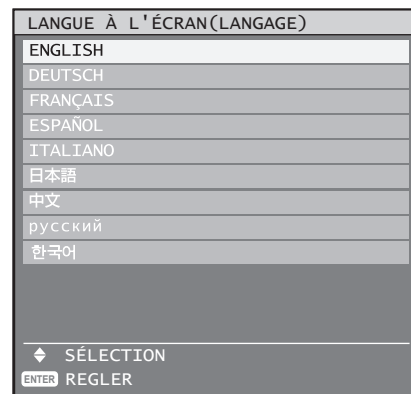 LANGUE À L'ÉCRAN(LANGAGE)
ENGLISH
DEUTSCH
FRANÇAIS
ESPAÑOL
ITALIANO
日本語
中文
русский
한국어
SÉLECTION
ENTER REGLER